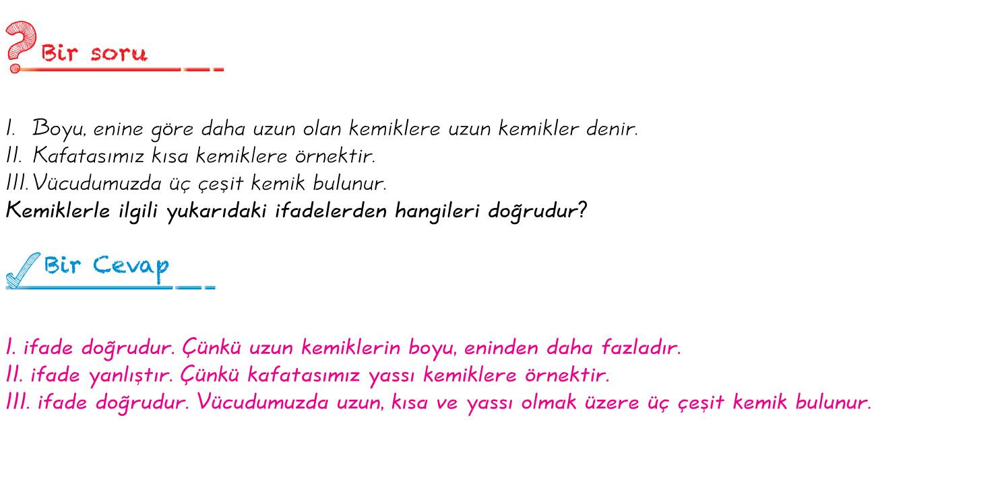 Bir soru
I. Boyu, enine göre daha uzun olan kemiklere uzun kemikler denir.
II. Kafatasımız kısa kemiklere örnektir.
III. Vücudumuzda üç çeşit kemik bulunur.
Kemiklerle ilgili yukarıdaki ifadelerden hangileri doğrudur?
Bir Cevap
I. ifade doğrudur. Çünkü uzun kemiklerin boyu, eninden daha fazladır.
II. ifade yanlıştır. Çünkü kafatasımız yassı kemiklere örnektir.
III. ifade doğrudur. Vücudumuzda uzun, kısa ve yassı olmak üzere üç çeşit kemik bulunur.